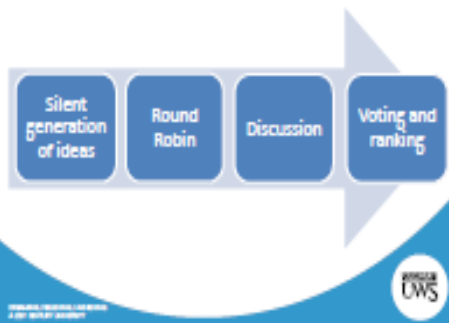 Silent
generation
of ideas
Round
Robin
Discussion
Voting and
ranking
UWS